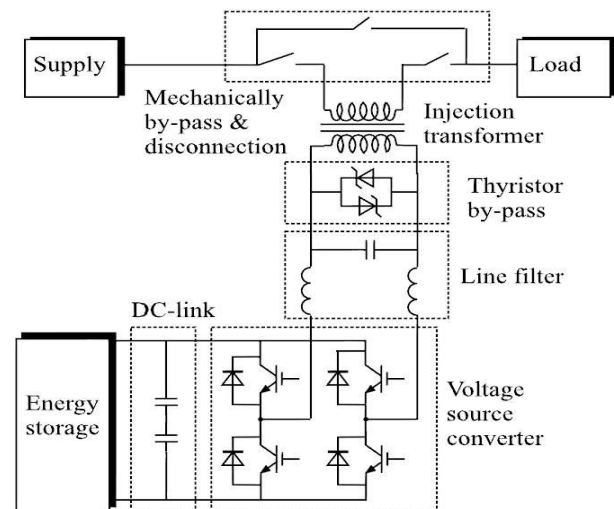 Supply
Load
Mechanically
by-pass &
disconnection
Injection
transformer
Thyristor
by-pass
Line filter
DC-link
Energy
storage
Voltage
source
converter